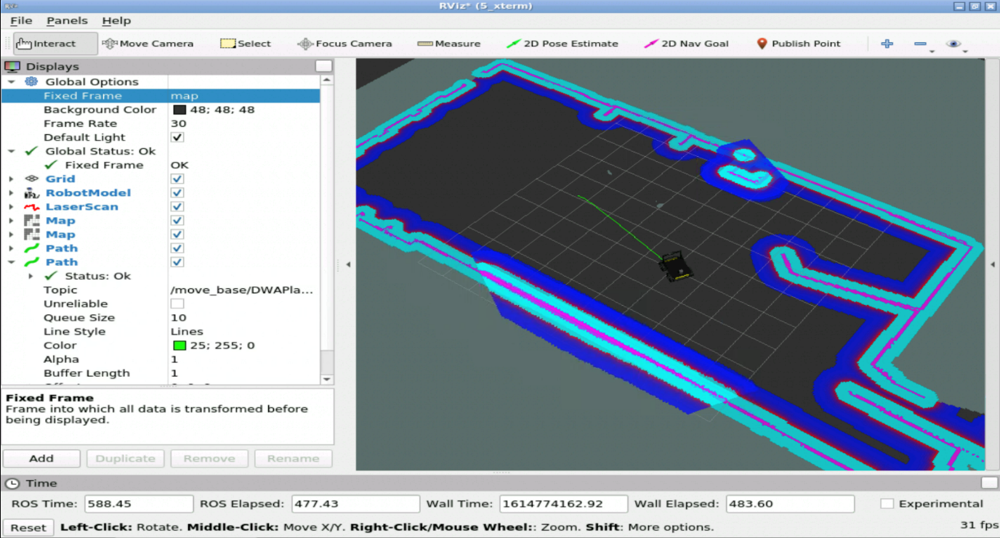 RViz* (5_xterm)
File Panels Help
Interact Move Camera Select Focus Camera Measure 2D Pose Estimate 2D Nav Goal Publish Point
Displays
Global Options
Fixed Frame map
Background Color 48; 48; 48
Frame Rate 30
Default Light
Global Status: Ok
Fixed Frame OK
Grid
RobotModel
LaserScan
Map
Map
Path
Path
Status: Ok
Topic /move_base/DWAPla...
Unreliable
Queue Size 10
Line Style Lines
Color 25; 255; 0
Alpha 1
Buffer Length 1
Fixed Frame
Frame into which all data is transformed before
being displayed.
Add Duplicate Remove Rename
Time
ROS Time: 588.45 ROS Elapsed: 477.43 Wall Time: 1614774162.92 Wall Elapsed: 483.60 Experimental
Reset Left-Click: Rotate. Middle-Click: Move X/Y. Right-Click/Mouse Wheel:: Zoom. Shift: More options. 31 fps